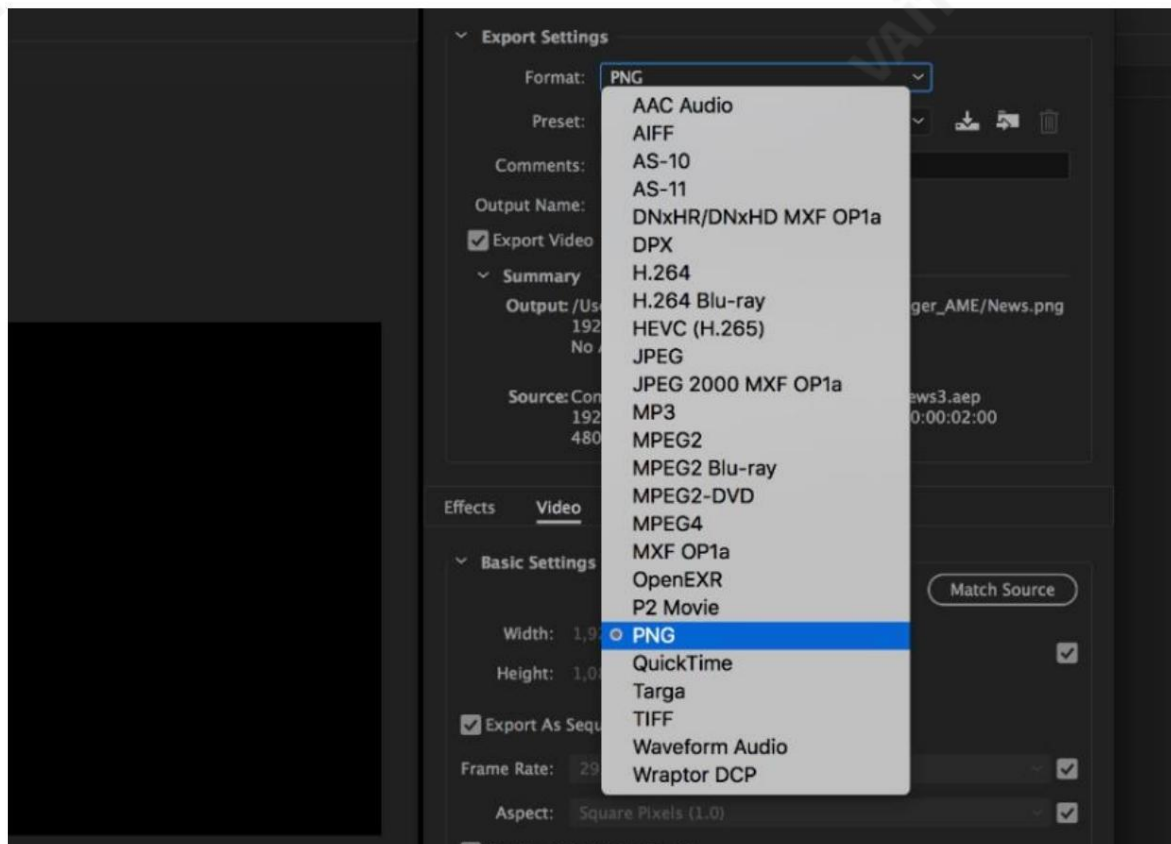 VAIT
Export Settings
Format: PNG
AAC Audio
Preset:
AIFF
Comments:
AS-10
AS-11
Output Name:
DNxHR/DNxHD MXF OP1a
Export Video
DPX
Summary
H.264
Output: /Use
H.264 Blu-ray
ger_AME/News.png
192
HEVC (H.265)
No
JPEG
JPEG 2000 MXF OP1a
Source: Con
ews3.aep
192
MP3
0:00:02:00
480
MPEG2
MPEG2 Blu-ray
MPEG2-DVD
Effects Video
MPEG4
MXF OP1a
Basic Settings
OpenEXR
Match Source
P2 Movie
Width: 1,92
PNG
QuickTime
Height: 1,08
Targa
TIFF
Export As Sequ
Waveform Audio
Frame Rate: 29
Wraptor DCP
Aspect: Square Pixels (1.0)